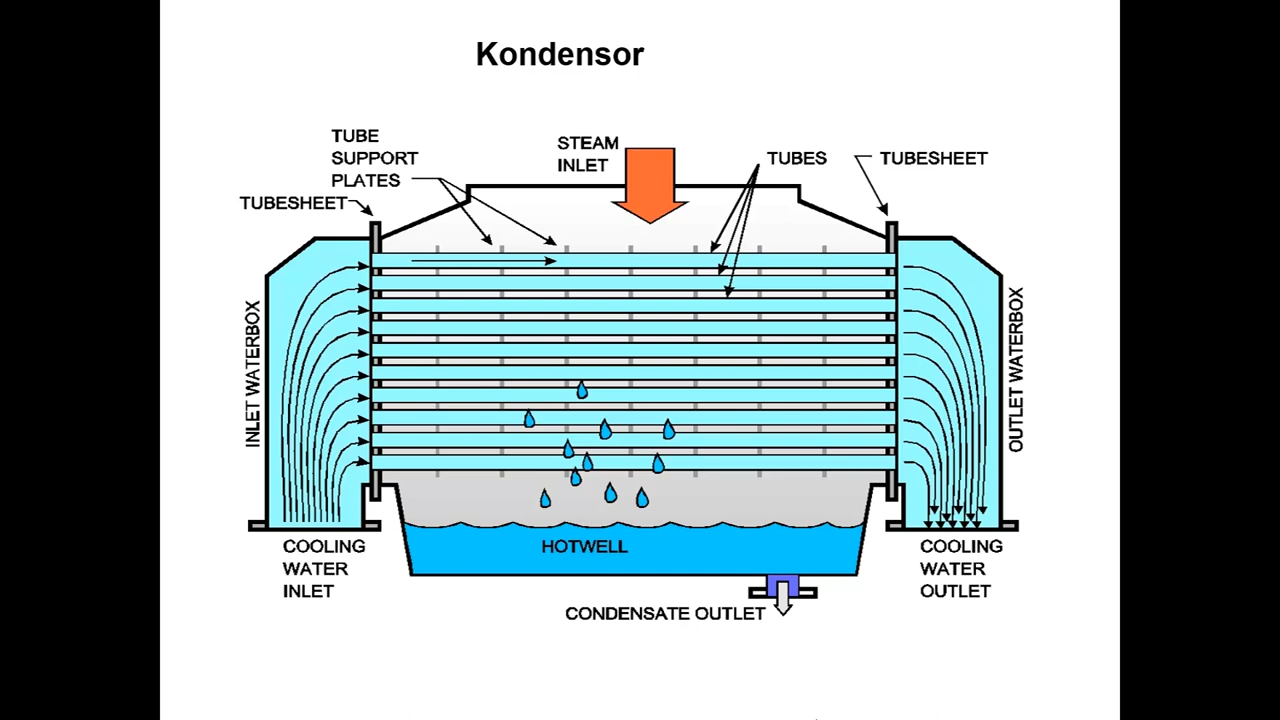 Kondensor
TUBE
SUPPORT
PLATES
STEAM
INLET
TUBES
TUBESHEET
TUBESHEET
INLET WATERBOX
OUTLET WATERBOX
HOTWELL
COOLING
WATER
INLET
COOLING
WATER
OUTLET
CONDENSATE OUTLET